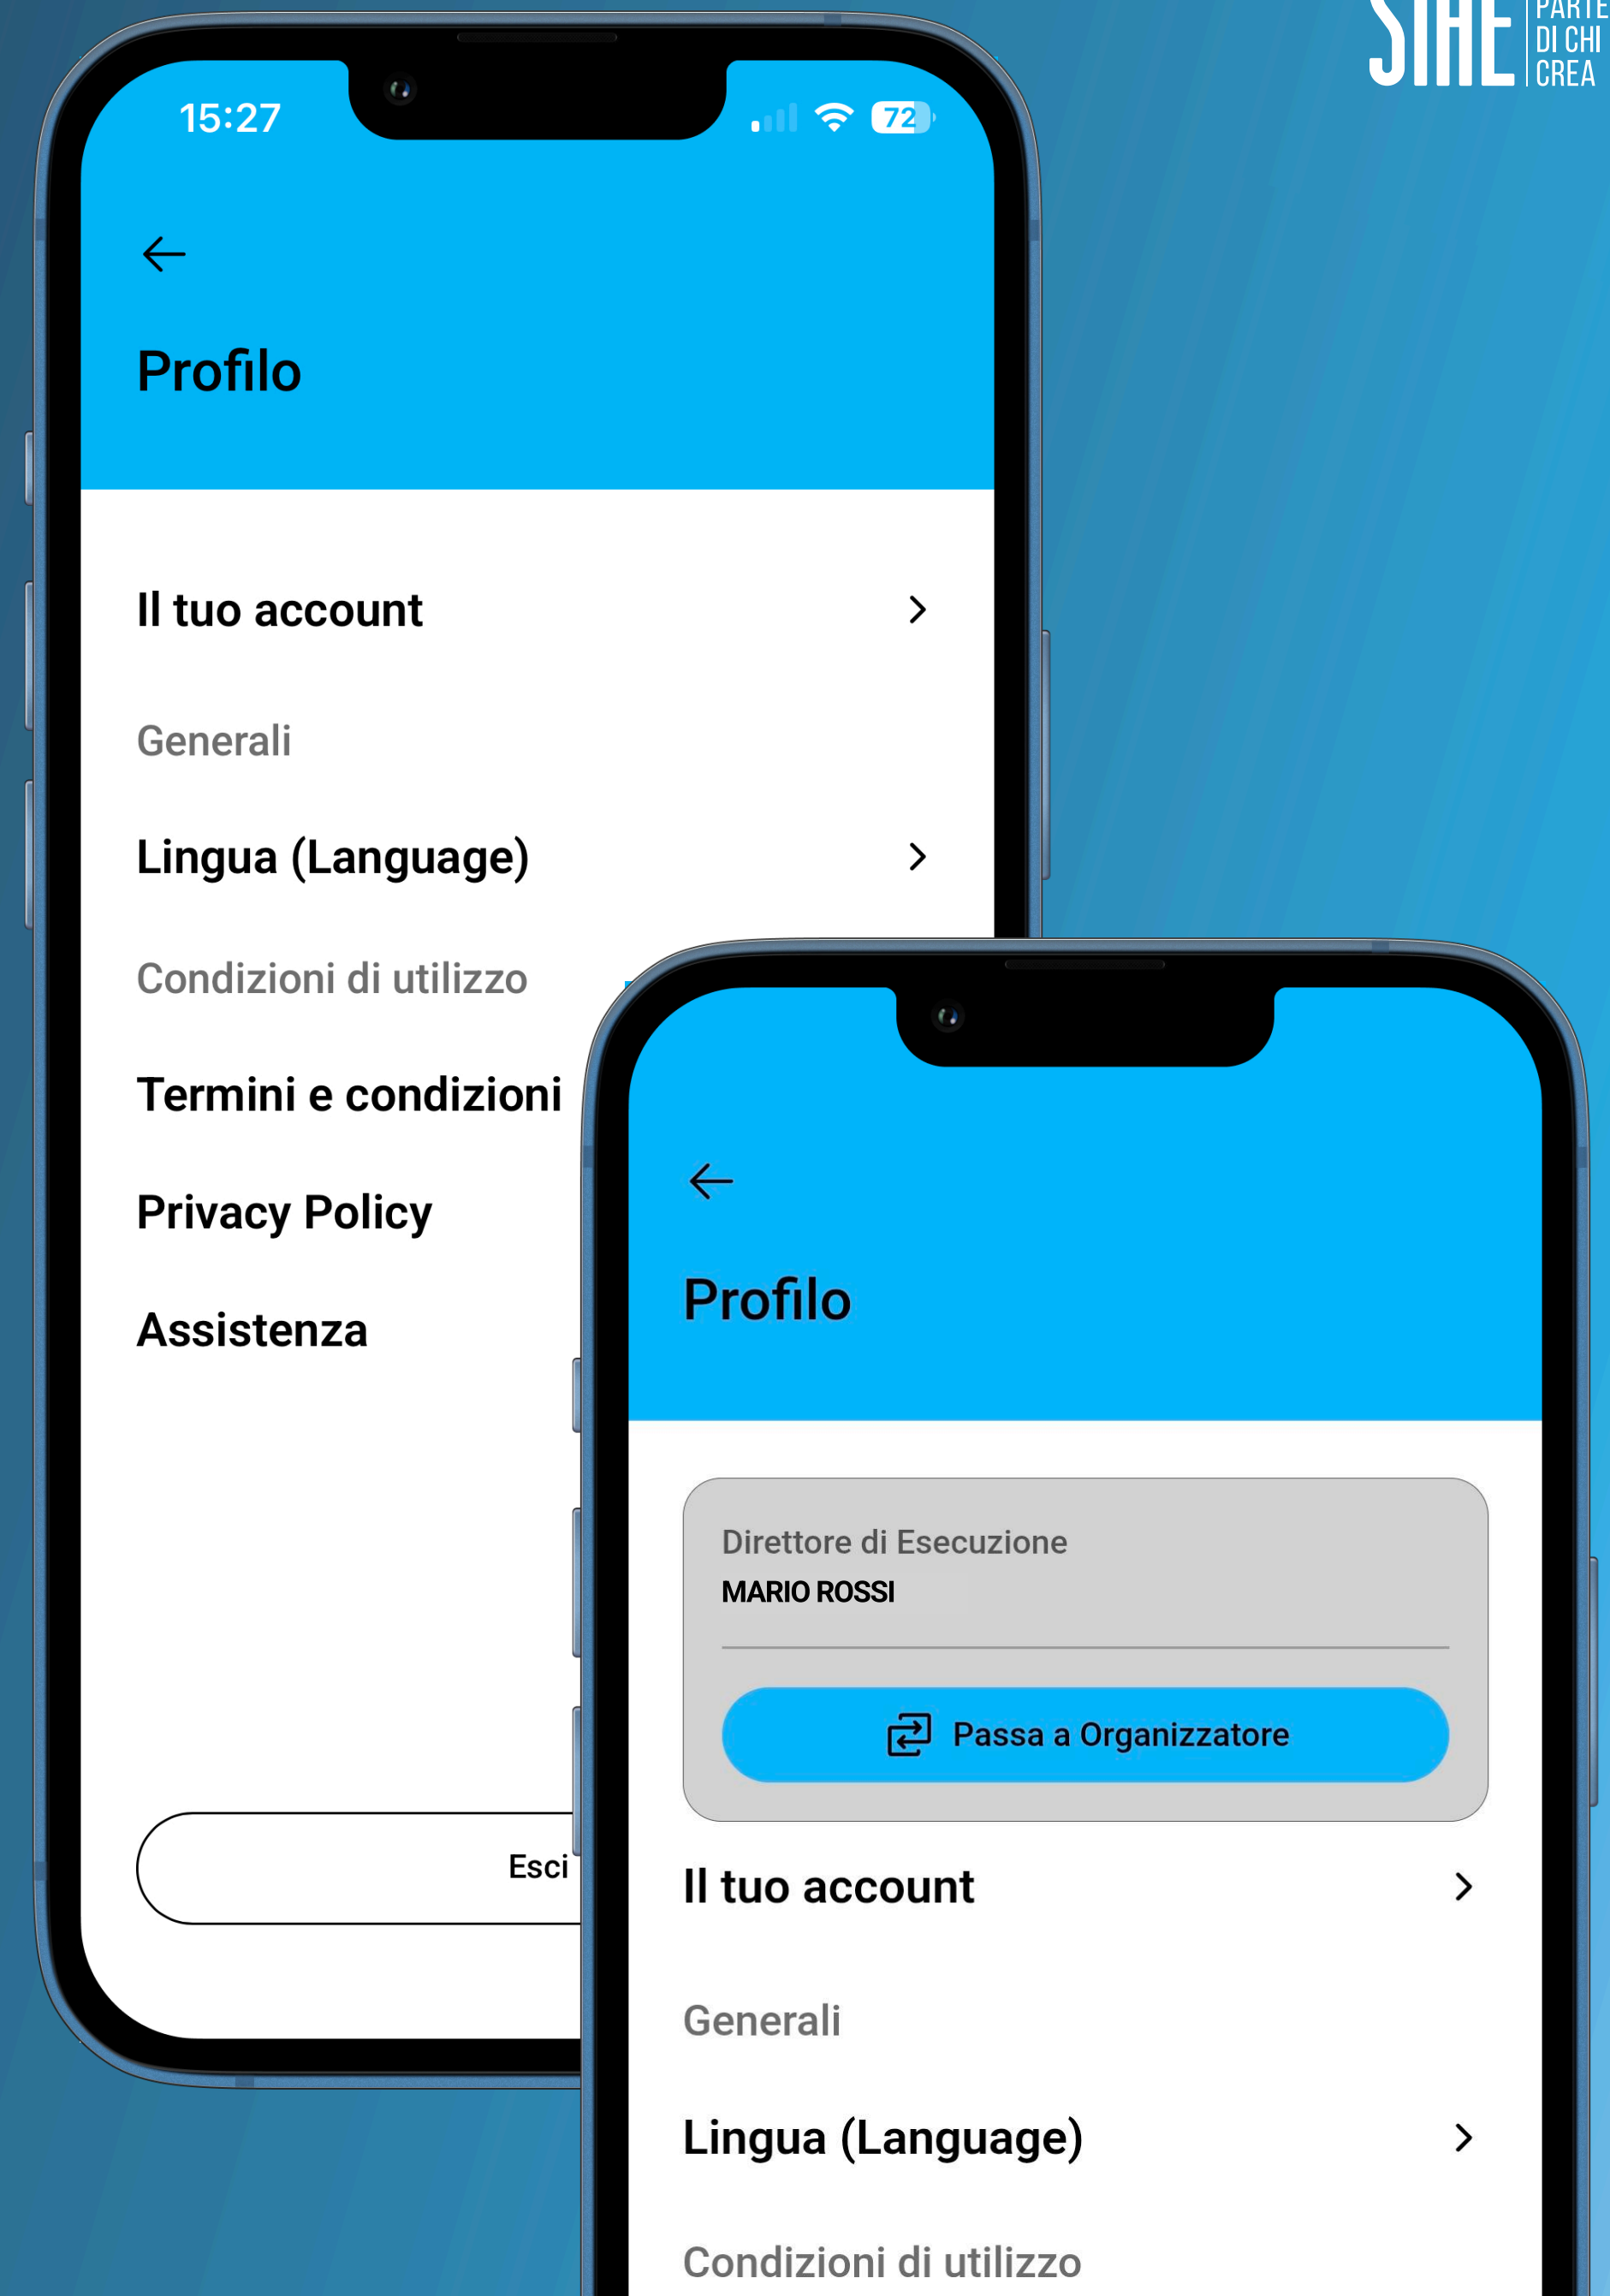 SIAE
PARTE
DI CHI
CREA
15:27
72
Profilo
Il tuo account
Generali
Lingua (Language)
Condizioni di utilizzo
Termini e condizioni
Privacy Policy
Assistenza
Esci
Profilo
Direttore di Esecuzione
MARIO ROSSI
Passa a Organizzatore
Il tuo account
Generali
Lingua (Language)
Condizioni di utilizzo